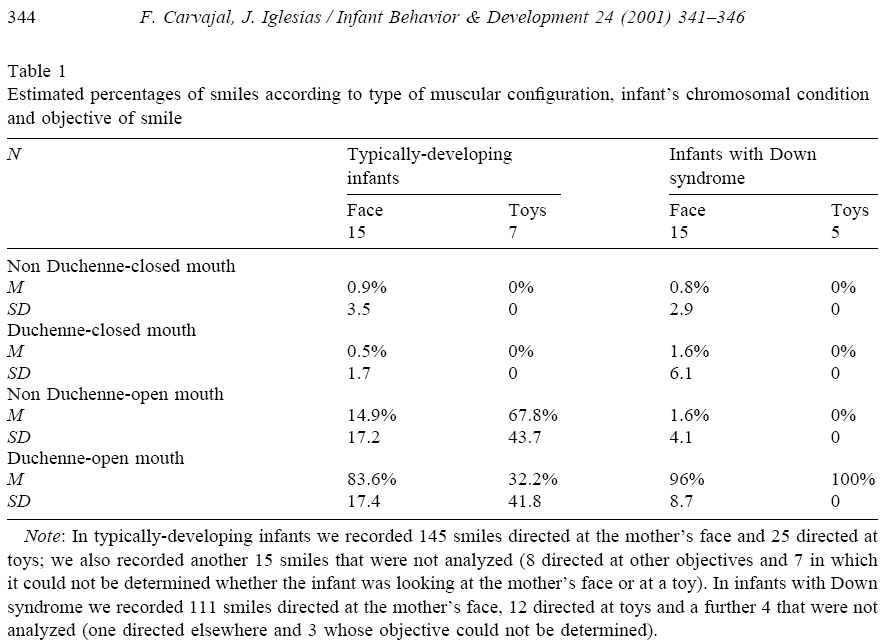 344 F. Carvajal, J. Iglesias / Infant Behavior & Development 24 (2001) 341–346
Table 1
Estimated percentages of smiles according to type of muscular configuration, infant's chromosomal condition
and objective of smile
N Typically-developing Infants with Down
infants syndrome
Face Toys Face Toys
15 7 15 5
Non Duchenne-closed mouth
M 0.9% 0% 0.8% 0%
SD 3.5 0 2.9 0
Duchenne-closed mouth
M 0.5% 0% 1.6% 0%
SD 1.7 0 6.1 0
Non Duchenne-open mouth
M 14.9% 67.8% 1.6% 0%
SD 17.2 43.7 4.1 0
Duchenne-open mouth
M 83.6% 32.2% 96% 100%
SD 17.4 41.8 8.7 0
Note: In typically-developing infants we recorded 145 smiles directed at the mother's face and 25 directed at
toys; we also recorded another 15 smiles that were not analyzed (8 directed at other objectives and 7 in which
it could not be determined whether the infant was looking at the mother's face or at a toy). In infants with Down
syndrome we recorded 111 smiles directed at the mother's face, 12 directed at toys and a further 4 that were not
analyzed (one directed elsewhere and 3 whose objective could not be determined).